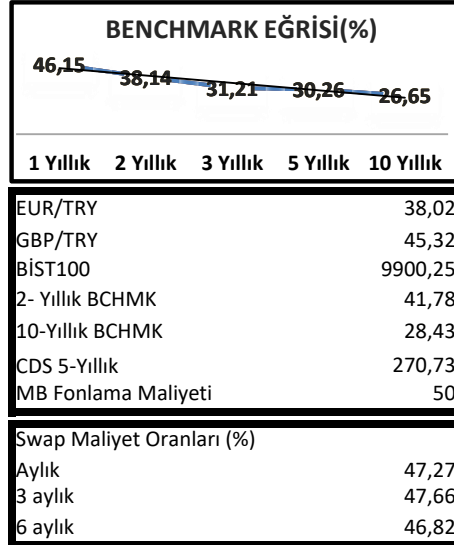 BENCHMARK EĞRİSİ(%)
46,15 38,14 31,21 30,26 26,65
1 Yıllık 2 Yıllık 3 Yıllık 5 Yıllık 10 Yıllık
EUR/TRY 38,02
GBP/TRY 45,32
BİST100 9900,25
2- Yıllık BCHMK 41,78
10-Yıllık BCHMK 28,43
CDS 5-Yıllık 270,73
MB Fonlama Maliyeti 50
Swap Maliyet Oranları (%)
Aylık 47,27
3 aylık 47,66
6 aylık 46,82